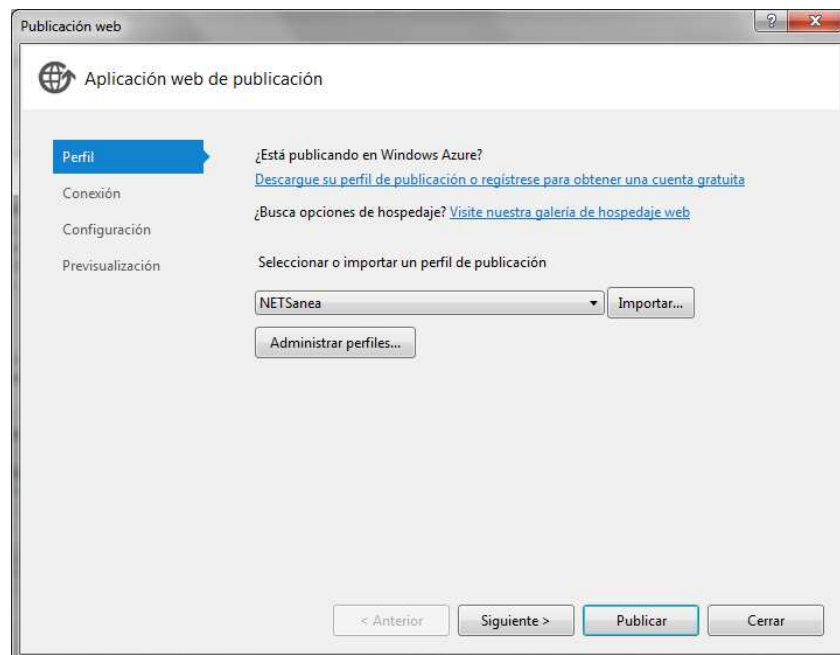 Publicación web
Aplicación web de publicación
Perfil
Conexión
Configuración
Previsualización
¿Está publicando en Windows Azure?
Descargue su perfil de publicación o regístrese para obtener una cuenta gratuita
¿Busca opciones de hospedaje? Visite nuestra galería de hospedaje web
Seleccionar o importar un perfil de publicación
NETSanea
Importar...
Administrar perfiles...
< Anterior
Siguiente >
Publicar
Cerrar